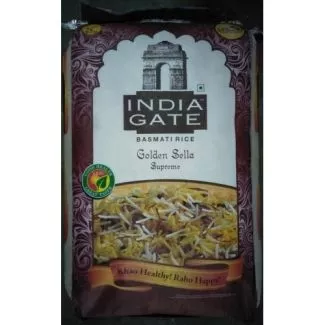 INDIA
GATE
BASMATI RICE
Golden Sella
Supreme
Khao Healthy! Raho Happy!